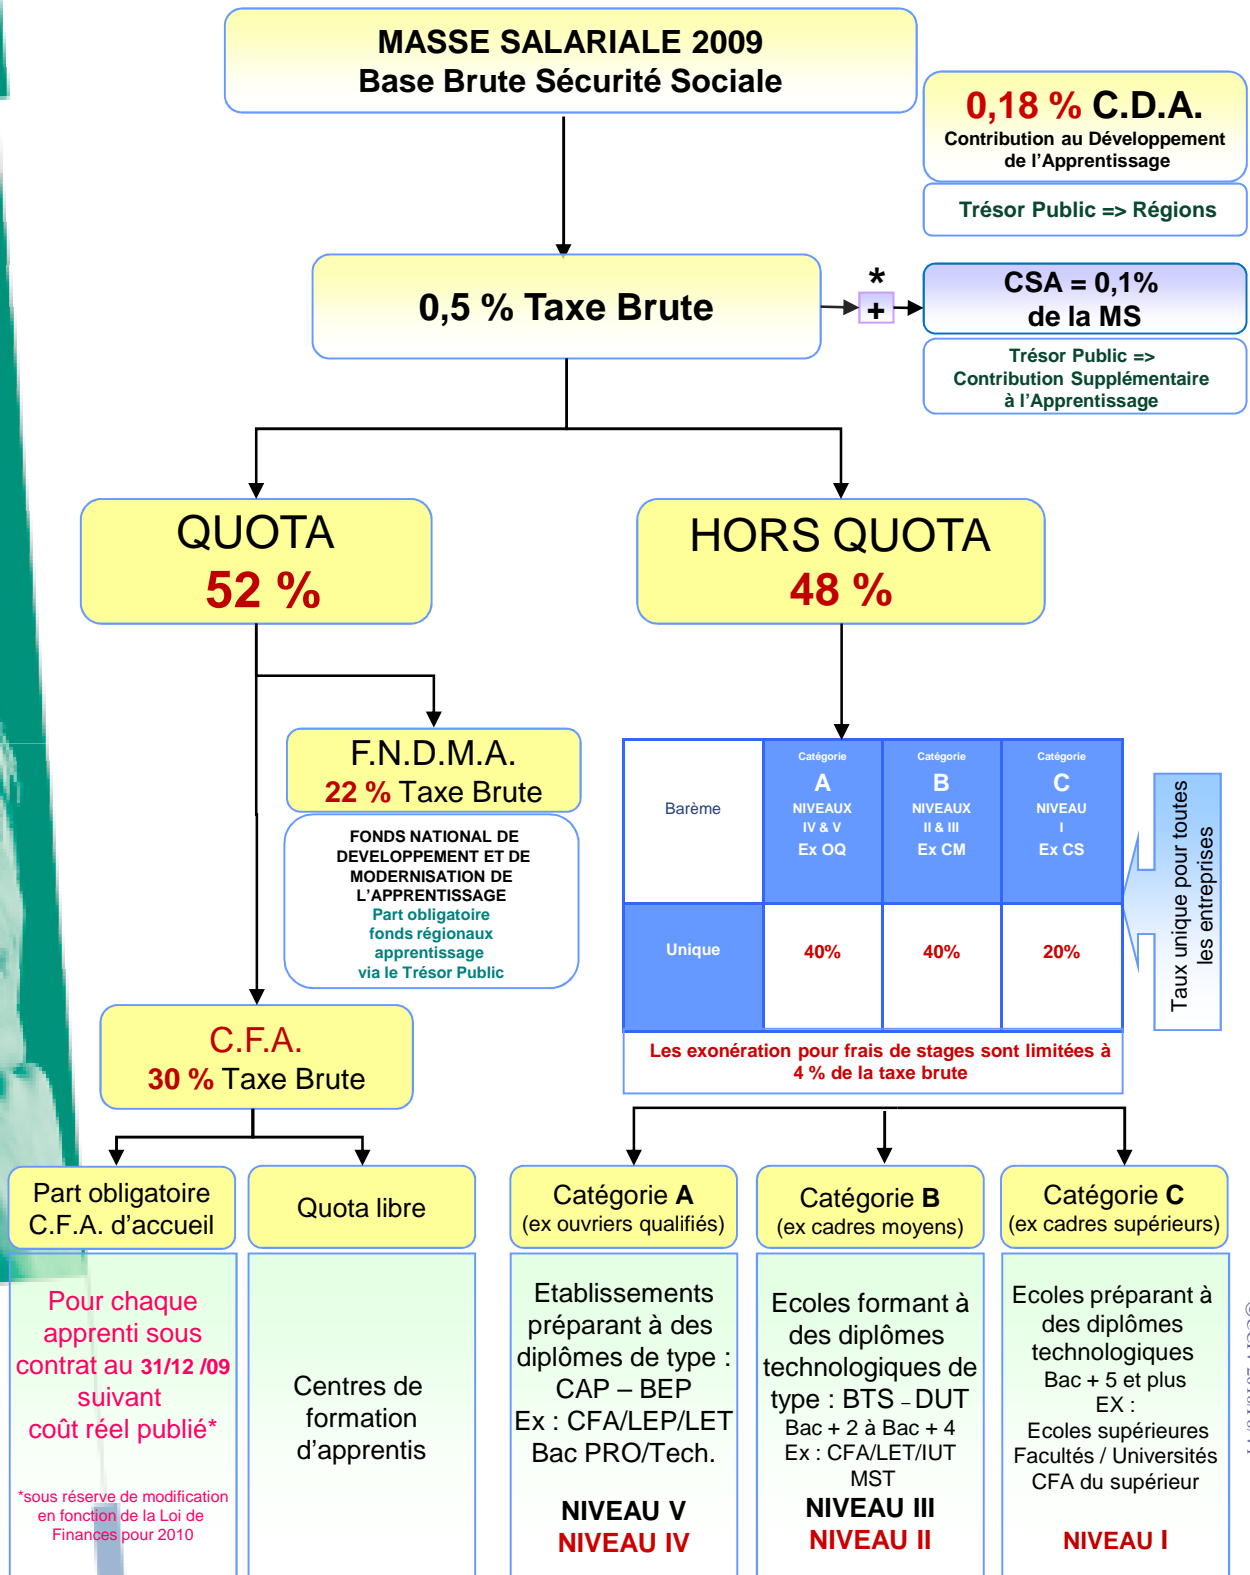 MASSE SALARIALE 2009
Base Brute Sécurité Sociale
0,18 % C.D.A.
Contribution au Développement
de l'Apprentissage
Trésor Public => Régions
0,5 % Taxe Brute
*
+
CSA = 0,1%
de la MS
Trésor Public =>
Contribution Supplémentaire
à l'Apprentissage
QUOTA
52 %
HORS QUOTA
48 %
F.N.D.M.A.
22 % Taxe Brute
FONDS NATIONAL DE
DEVELOPPEMENT ET DE
MODERNISATION DE
L'APPRENTISSAGE
Part obligatoire
fonds régionaux
apprentissage
via le Trésor Public
Barème
Catégorie
A
NIVEAUX
IV & V
Ex OQ
Catégorie
B
NIVEAUX
II & III
Ex CM
Catégorie
C
NIVEAU
I
Ex CS
Unique
40%
40%
20%
Taux unique pour toutes
les entreprises
Les exonération pour frais de stages sont limitées à
4 % de la taxe brute
C.F.A.
30 % Taxe Brute
Part obligatoire
C.F.A. d'accueil
Pour chaque
apprenti sous
contrat au 31/12 /09
suivant
coût réel publié*
*sous réserve de modification
en fonction de la Loi de
Finances pour 2010
Quota libre
Centres de
formation
d'apprentis
Catégorie A
(ex ouvriers qualifiés)
Etablissements
préparant à des
diplômes de type :
CAP – BEP
Ex : CFA/LEP/LET
Bac PRO/Tech.
NIVEAU V
NIVEAU IV
Catégorie B
(ex cadres moyens)
Ecoles formant à
des diplômes
technologiques de
type : BTS – DUT
Bac + 2 à Bac + 4
Ex : CFA/LET/IUT
MST
NIVEAU III
NIVEAU II
Catégorie C
(ex cadres supérieurs)
Ecoles préparant à
des diplômes
technologiques
Bac + 5 et plus
EX :
Ecoles supérieures
Facultés / Universités
CFA du supérieur
NIVEAU I